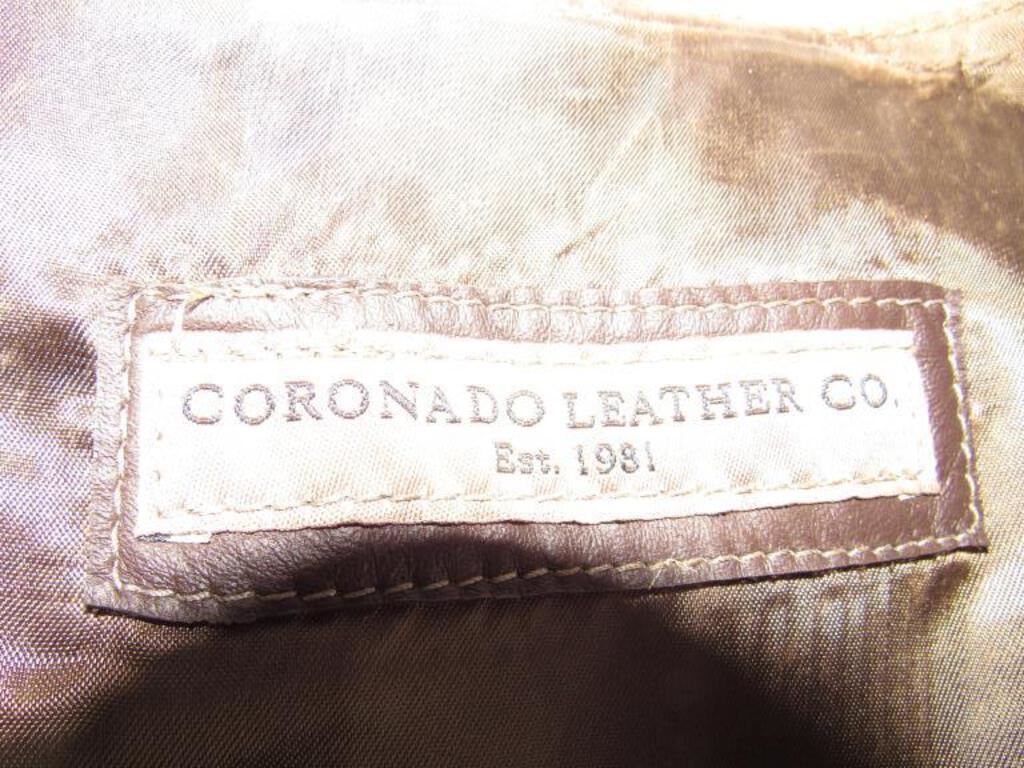 CORONADO LEATHER CO.
Est. 1981